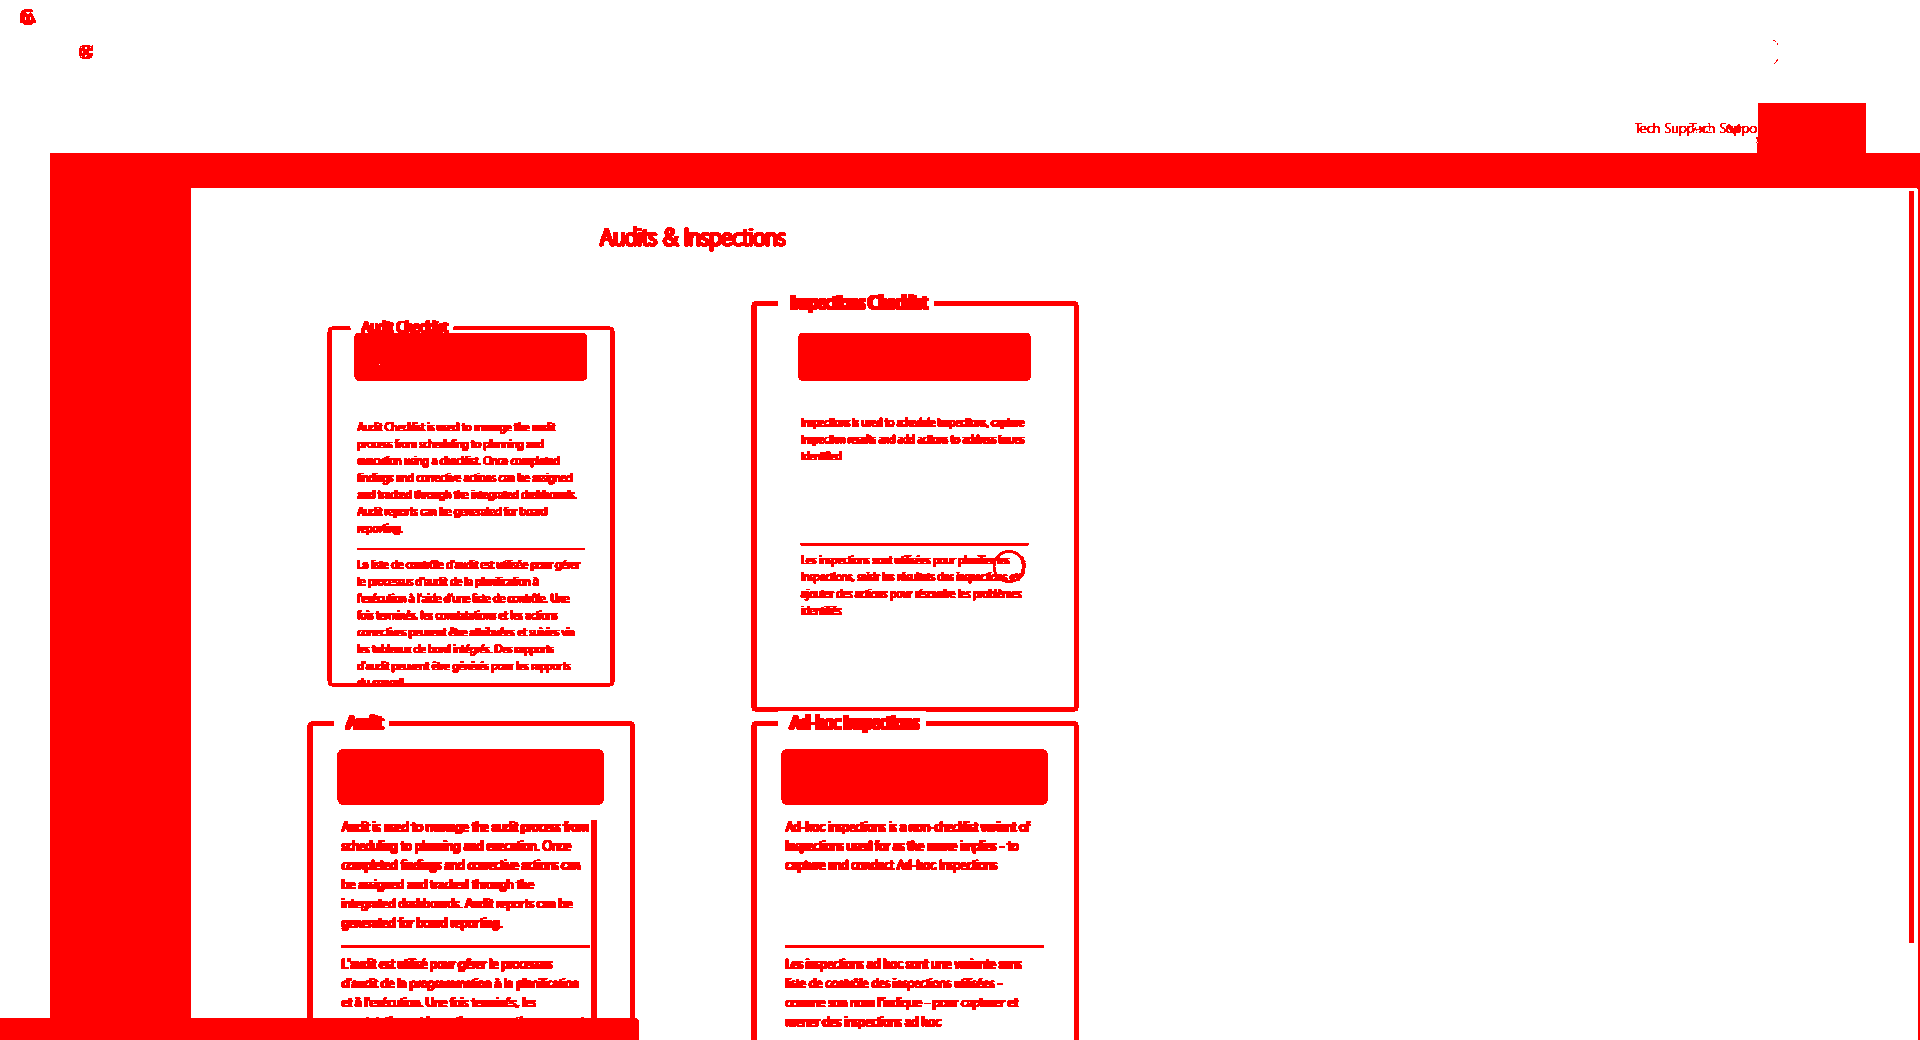 Tech Supp
Audits & Inspections
Audit Checklist
Audit Checklist is used to manage the audit
process from scheduling to planning and
execution using a checklist. Once completed
findings and corrective actions can be assigned
and tracked through the integrated dashboards.
Audit reports can be generated for board
reporting.
La liste de contrôle d'audit est utilisée pour gérer
le processus d'audit de la planification à
l'exécution à l'aide d'une liste de contrôle. Une
fois terminés, les constatations et les actions
correctives peuvent être attribuées et suivies via
les tableaux de bord intégrés. Des rapports
d'audit peuvent être générés pour les rapports
du conseil
Inspections Checklist
Inspections is used to schedule inspections, capture
inspection results and add actions to address issues
identified
Les inspections sont utilisées pour planifier les
inspections, saisir les résultats des inspections et
ajouter des actions pour résoudre les problèmes
identifiés
Audit
Audit is used to manage the audit process from
scheduling to planning and execution. Once
completed findings and corrective actions can
be assigned and tracked through the
integrated dashboards. Audit reports can be
generated for board reporting.
L'audit est utilisé pour gérer le processus
d'audit de la programmation à la planification
et à l'exécution. Une fois terminés, les
Ad-hoc Inspections
Ad-hoc inspections is a non-checklist variant of
Inspections used for as the name implies – to
capture and conduct Ad-hoc Inspections
Les inspections ad hoc sont une variante sans
liste de contrôle des inspections utilisées –
comme son nom l'indique – pour capturer et
mener des inspections ad hoc